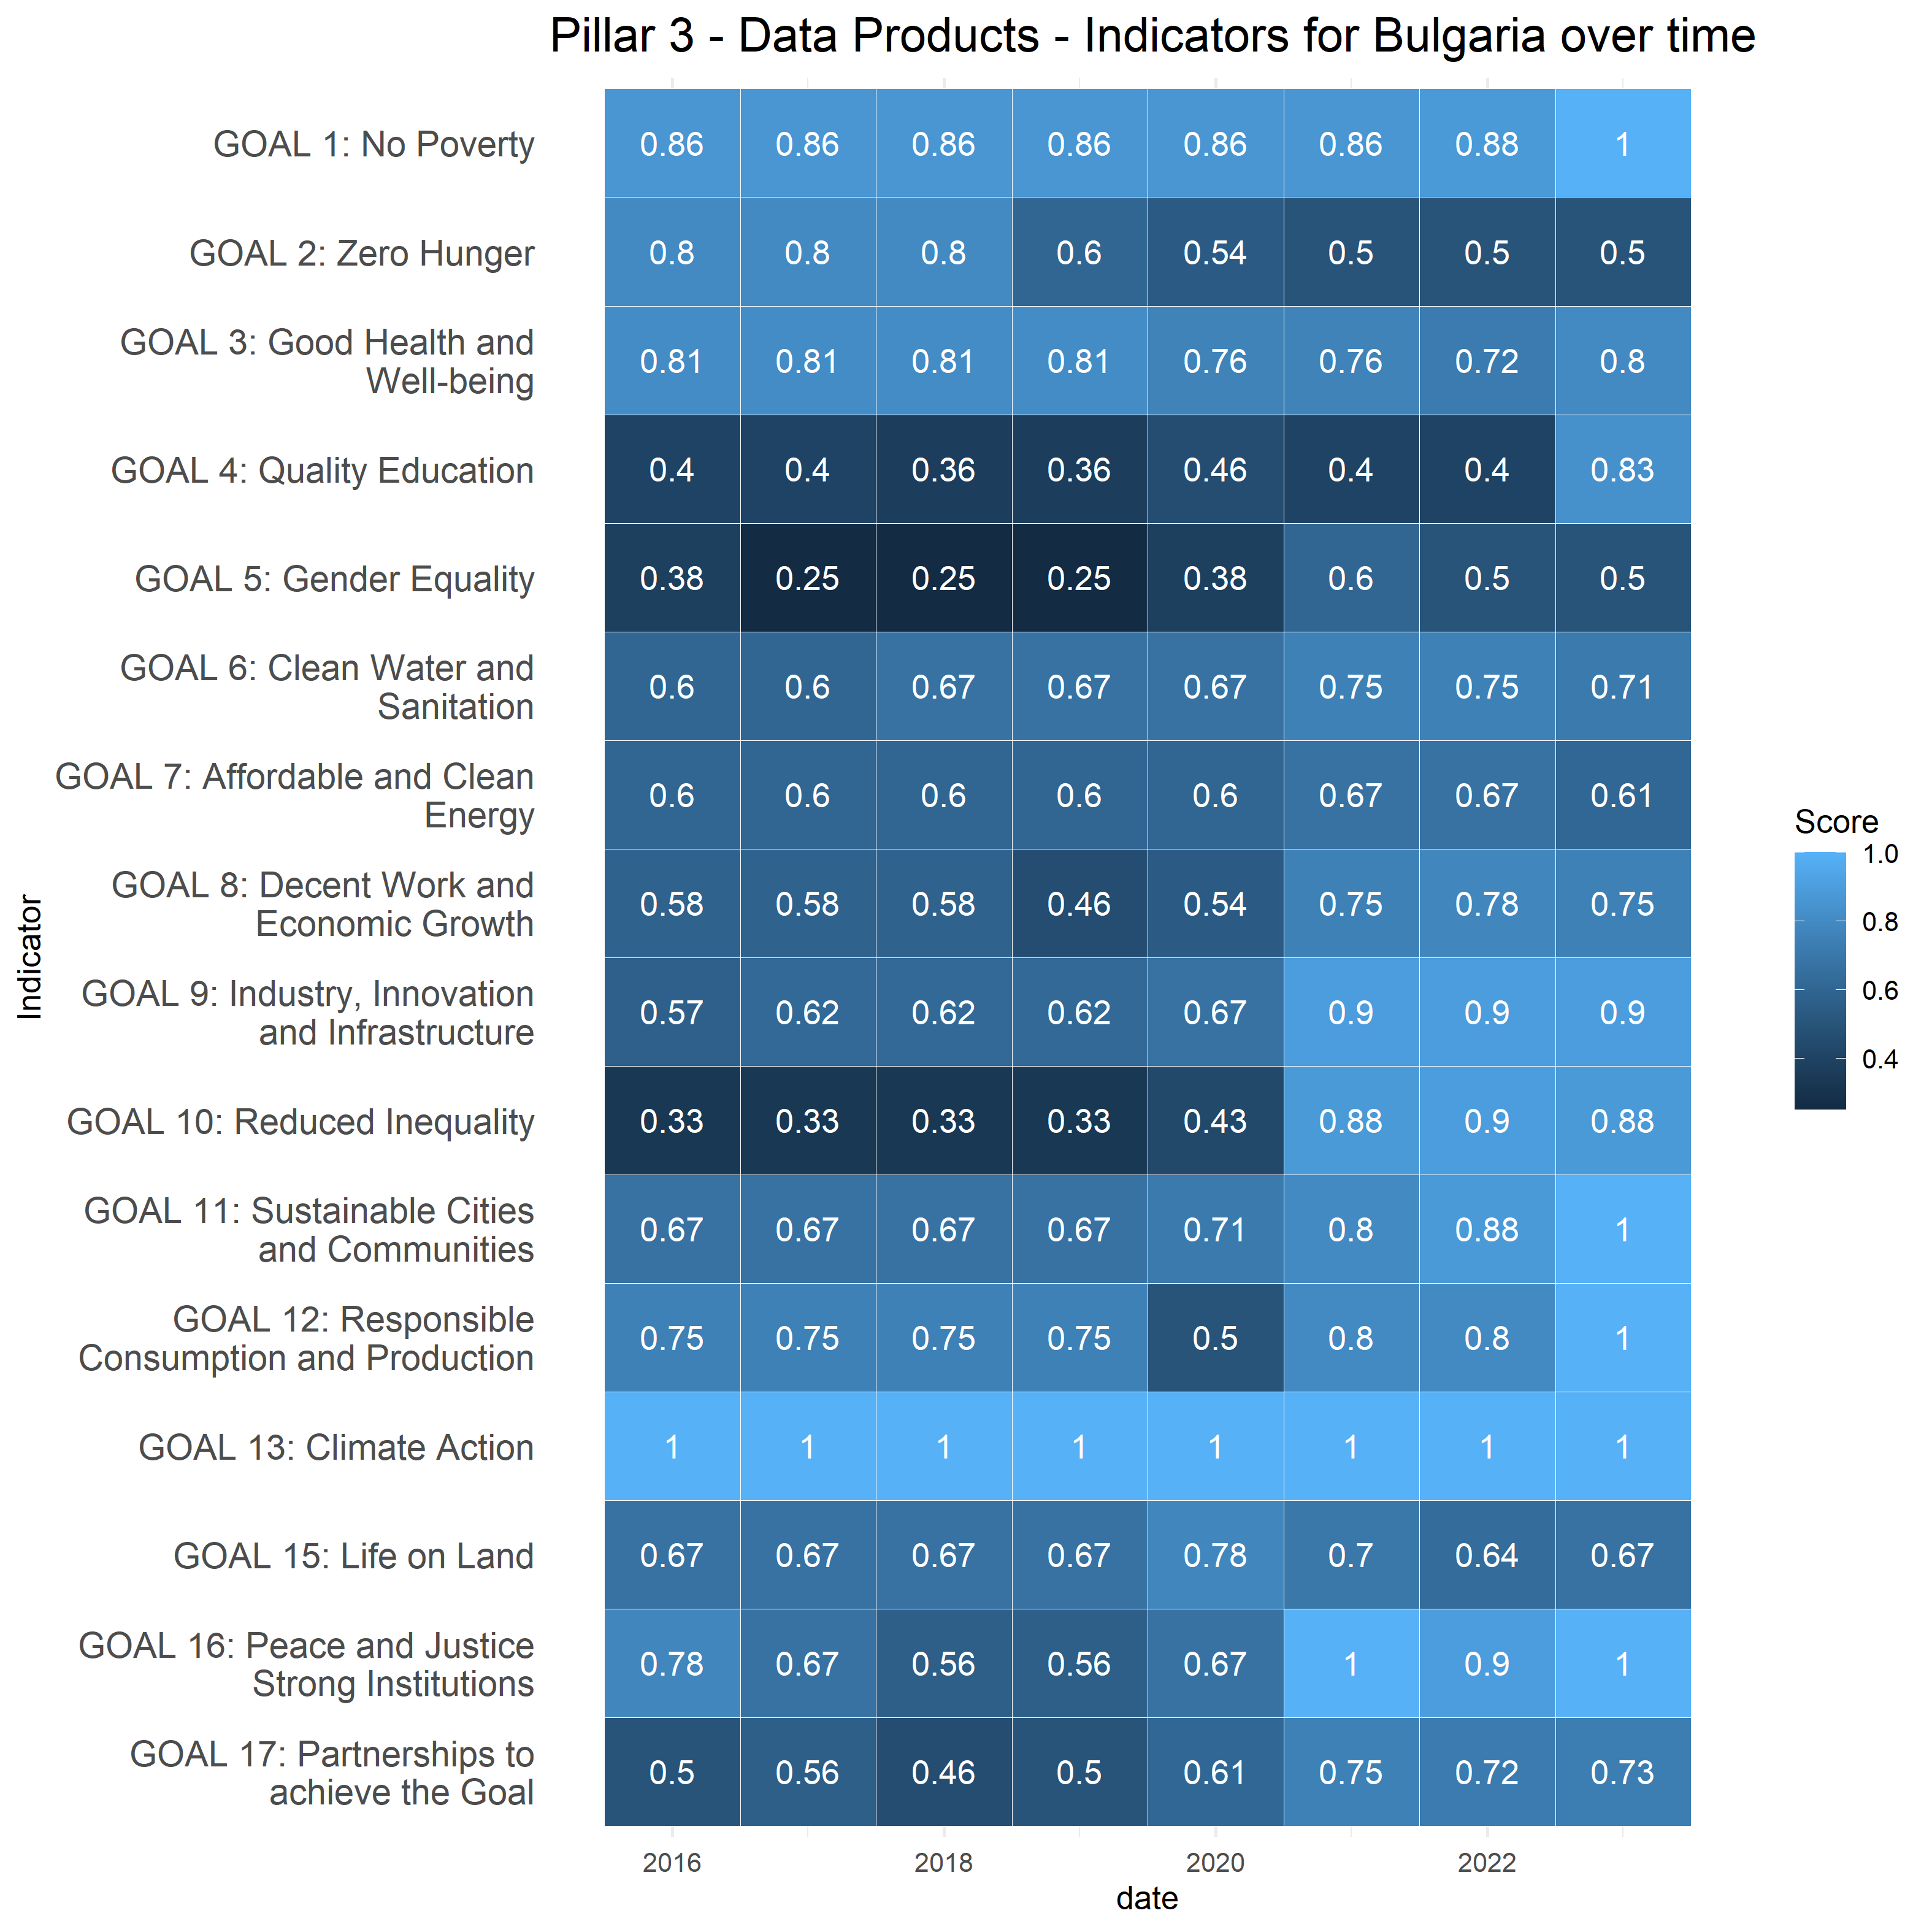 Pillar 3 - Data Products - Indicators for Bulgaria over time
GOAL 1: No Poverty 0.86 0.86 0.86 0.86 0.86 0.86 0.88 1
GOAL 2: Zero Hunger 0.8 0.8 0.8 0.6 0.54 0.5 0.5 0.5
GOAL 3: Good Health and
Well-being 0.81 0.81 0.81 0.81 0.76 0.76 0.72 0.8
GOAL 4: Quality Education 0.4 0.4 0.36 0.36 0.46 0.4 0.4 0.83
GOAL 5: Gender Equality 0.38 0.25 0.25 0.25 0.38 0.6 0.5 0.5
GOAL 6: Clean Water and
Sanitation 0.6 0.6 0.67 0.67 0.67 0.75 0.75 0.71
GOAL 7: Affordable and Clean
Energy 0.6 0.6 0.6 0.6 0.6 0.67 0.67 0.61
GOAL 8: Decent Work and
Economic Growth 0.58 0.58 0.58 0.46 0.54 0.75 0.78 0.75
GOAL 9: Industry, Innovation
and Infrastructure 0.57 0.62 0.62 0.62 0.67 0.9 0.9 0.9
GOAL 10: Reduced Inequality 0.33 0.33 0.33 0.33 0.43 0.88 0.9 0.88
GOAL 11: Sustainable Cities
and Communities 0.67 0.67 0.67 0.67 0.71 0.8 0.88 1
GOAL 12: Responsible
Consumption and Production 0.75 0.75 0.75 0.75 0.5 0.8 0.8 1
GOAL 13: Climate Action 1 1 1 1 1 1 1 1
GOAL 15: Life on Land 0.67 0.67 0.67 0.67 0.78 0.7 0.64 0.67
GOAL 16: Peace and Justice
Strong Institutions 0.78 0.67 0.56 0.56 0.67 1 0.9 1
GOAL 17: Partnerships to
achieve the Goal 0.5 0.56 0.46 0.5 0.61 0.75 0.72 0.73
2016 2018 2020 2022
date
Indicator
Score
1.0
0.8
0.6
0.4